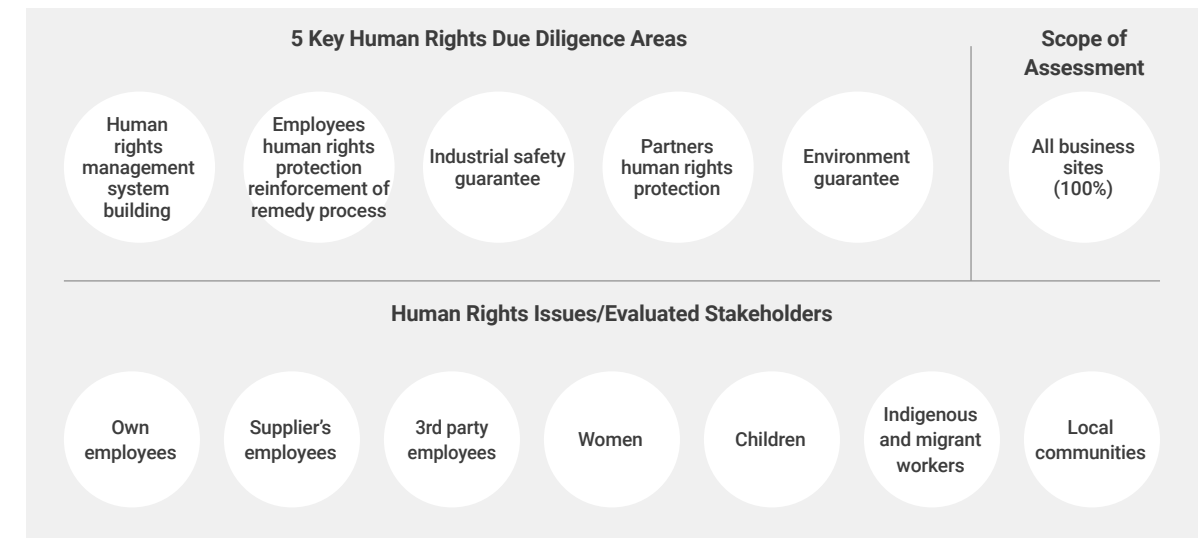 5 Key Human Rights Due Diligence Areas
Human
rights
management
system
building
Employees
human rights
protection
reinforcement of
remedy process
Industrial safety
guarantee
Partners
human rights
protection
Environment
guarantee
Scope of
Assessment
All business
sites
(100%)
Human Rights Issues/Evaluated Stakeholders
Own
employees
Supplier’s
employees
3rd party
employees
Women
Children
Indigenous
and migrant
workers
Local
communities